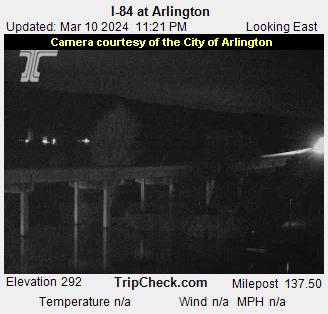 I-84 at Arlington
Updated: Mar 10 2024 11:21 PM Looking East
Camera courtesy of the City of Arlington
Elevation 292 TripCheck.com Milepost 137.50
Temperature n/a Wind n/a MPH n/a